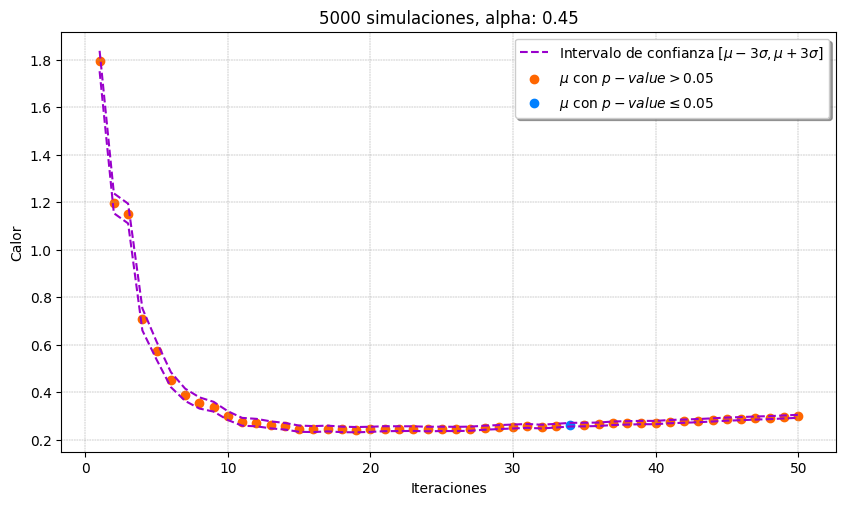 5000 simulaciones, alpha: 0.45
Intervalo de confianza [μ − 3σ, μ + 3σ]
μ con p − value > 0.05
μ con p − value ≤ 0.05
Calor
1.8
1.6
1.4
1.2
1.0
0.8
0.6
0.4
0.2
0 10 20 30 40 50
Iteraciones